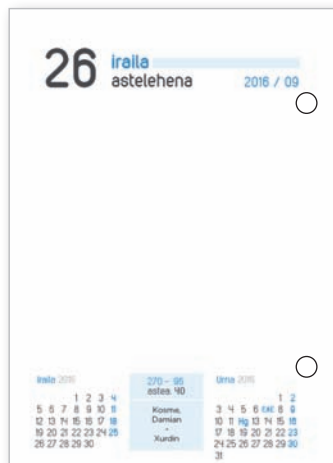 26 iraila
astelehena 2016 / 09
Iraila 2016
1 2 3 4
5 6 7 8 9 10 11
12 13 14 15 16 17 18
19 20 21 22 23 24 25
26 27 28 29 30
270 - 96
astea 40
Kosme,
Damian
-
Xurdin
Urria 2016
1 2
3 4 5 6 EAE 8 9
10 11 Hg 13 14 15 16
17 18 19 20 21 22 23
24 25 26 27 28 29 30
31